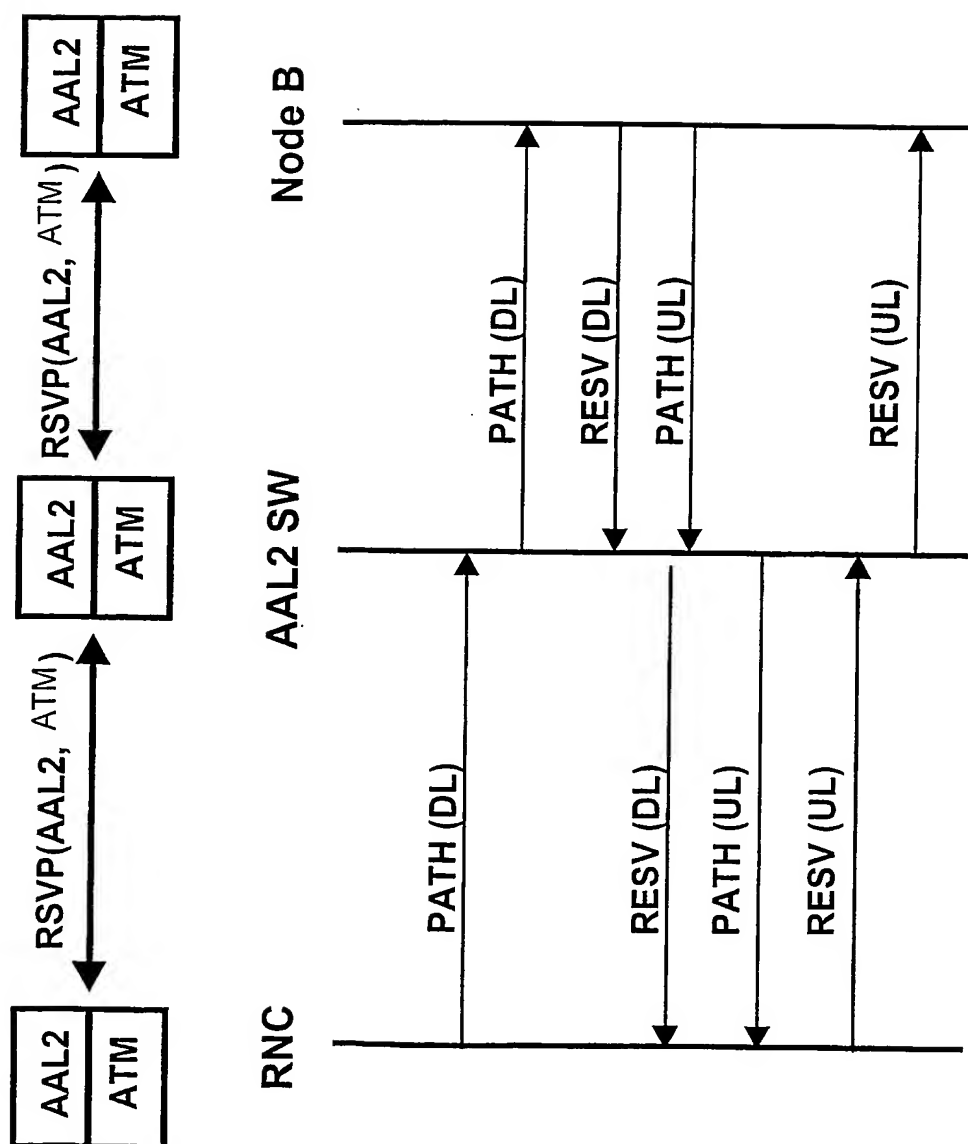 AAL2
ATM
RSVP(AAL2, ATM)
AAL2
ATM
RSVP(AAL2, ATM)
AAL2
ATM
RNC
AAL2 SW
Node B
PATH (DL)
PATH (DL)
RESV (DL)
RESV (DL)
PATH (UL)
PATH (UL)
RESV (UL)
RESV (UL)